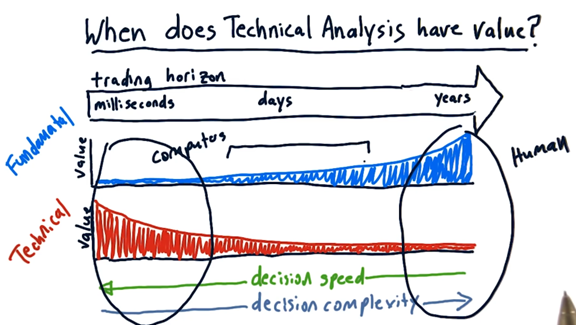 When does Technical Analysis have value?
trading horizon
milliseconds days years
Fundamental
value
computers
Human
Technical
value
decision speed
decision complexity